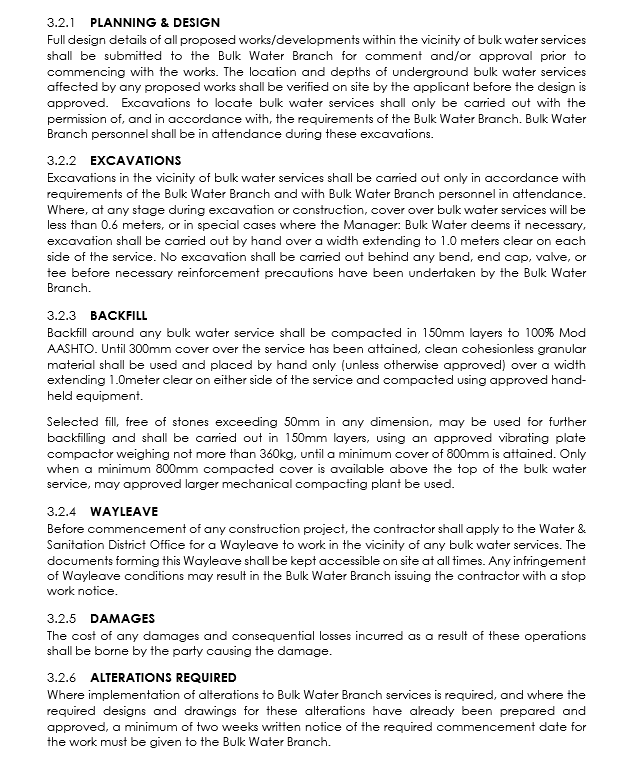 3.2.1 PLANNING & DESIGN
Full design details of all proposed works/developments within the vicinity of bulk water services
shall be submitted to the Bulk Water Branch for comment and/or approval prior to
commencing with the works. The location and depths of underground bulk water services
affected by any proposed works shall be verified on site by the applicant before the design is
approved. Excavations to locate bulk water services shall only be carried out with the
permission of, and in accordance with, the requirements of the Bulk Water Branch. Bulk Water
Branch personnel shall be in attendance during these excavations.
3.2.2 EXCAVATIONS
Excavations in the vicinity of bulk water services shall be carried out only in accordance with
requirements of the Bulk Water Branch and with Bulk Water Branch personnel in attendance.
Where, at any stage during excavation or construction, cover over bulk water services will be
less than 0.6 meters, or in special cases where the Manager: Bulk Water deems it necessary,
excavation shall be carried out by hand over a width extending to 1.0 meters clear on each
side of the service. No excavation shall be carried out behind any bend, end cap, valve, or
tee before necessary reinforcement precautions have been undertaken by the Bulk Water
Branch.
3.2.3 BACKFILL
Backfill around any bulk water service shall be compacted in 150mm layers to 100% Mod
AASHTO. Until 300mm cover over the service has been attained, clean cohesionless granular
material shall be used and placed by hand only (unless otherwise approved) over a width
extending 1.0meter clear on either side of the service and compacted using approved hand-
held equipment.
Selected fill, free of stones exceeding 50mm in any dimension, may be used for further
backfilling and shall be carried out in 150mm layers, using an approved vibrating plate
compactor weighing not more than 360kg, until a minimum cover of 800mm is attained. Only
when a minimum 800mm compacted cover is available above the top of the bulk water
service, may approved larger mechanical compacting plant be used.
3.2.4 WAYLEAVE
Before commencement of any construction project, the contractor shall apply to the Water &
Sanitation District Office for a Wayleave to work in the vicinity of any bulk water services. The
documents forming this Wayleave shall be kept accessible on site at all times. Any infringement
of Wayleave conditions may result in the Bulk Water Branch issuing the contractor with a stop
work notice.
3.2.5 DAMAGES
The cost of any damages and consequential losses incurred as a result of these operations
shall be borne by the party causing the damage.
3.2.6 ALTERATIONS REQUIRED
Where implementation of alterations to Bulk Water Branch services is required, and where the
required designs and drawings for these alterations have already been prepared and
approved, a minimum of two weeks written notice of the required commencement date for
the work must be given to the Bulk Water Branch.